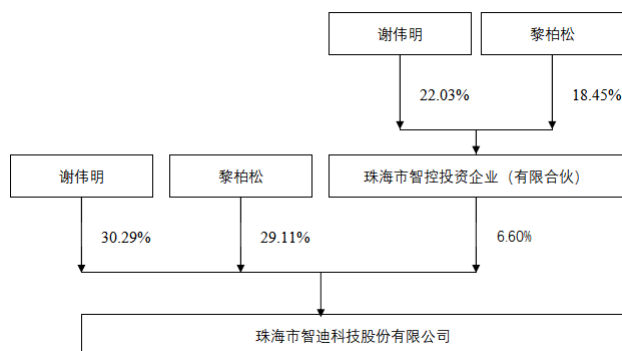 谢伟明
黎柏松
22.03%
18.45%
谢伟明
黎柏松
珠海市智控投资企业（有限合伙）
30.29%
29.11%
6.60%
珠海市智迪科技股份有限公司